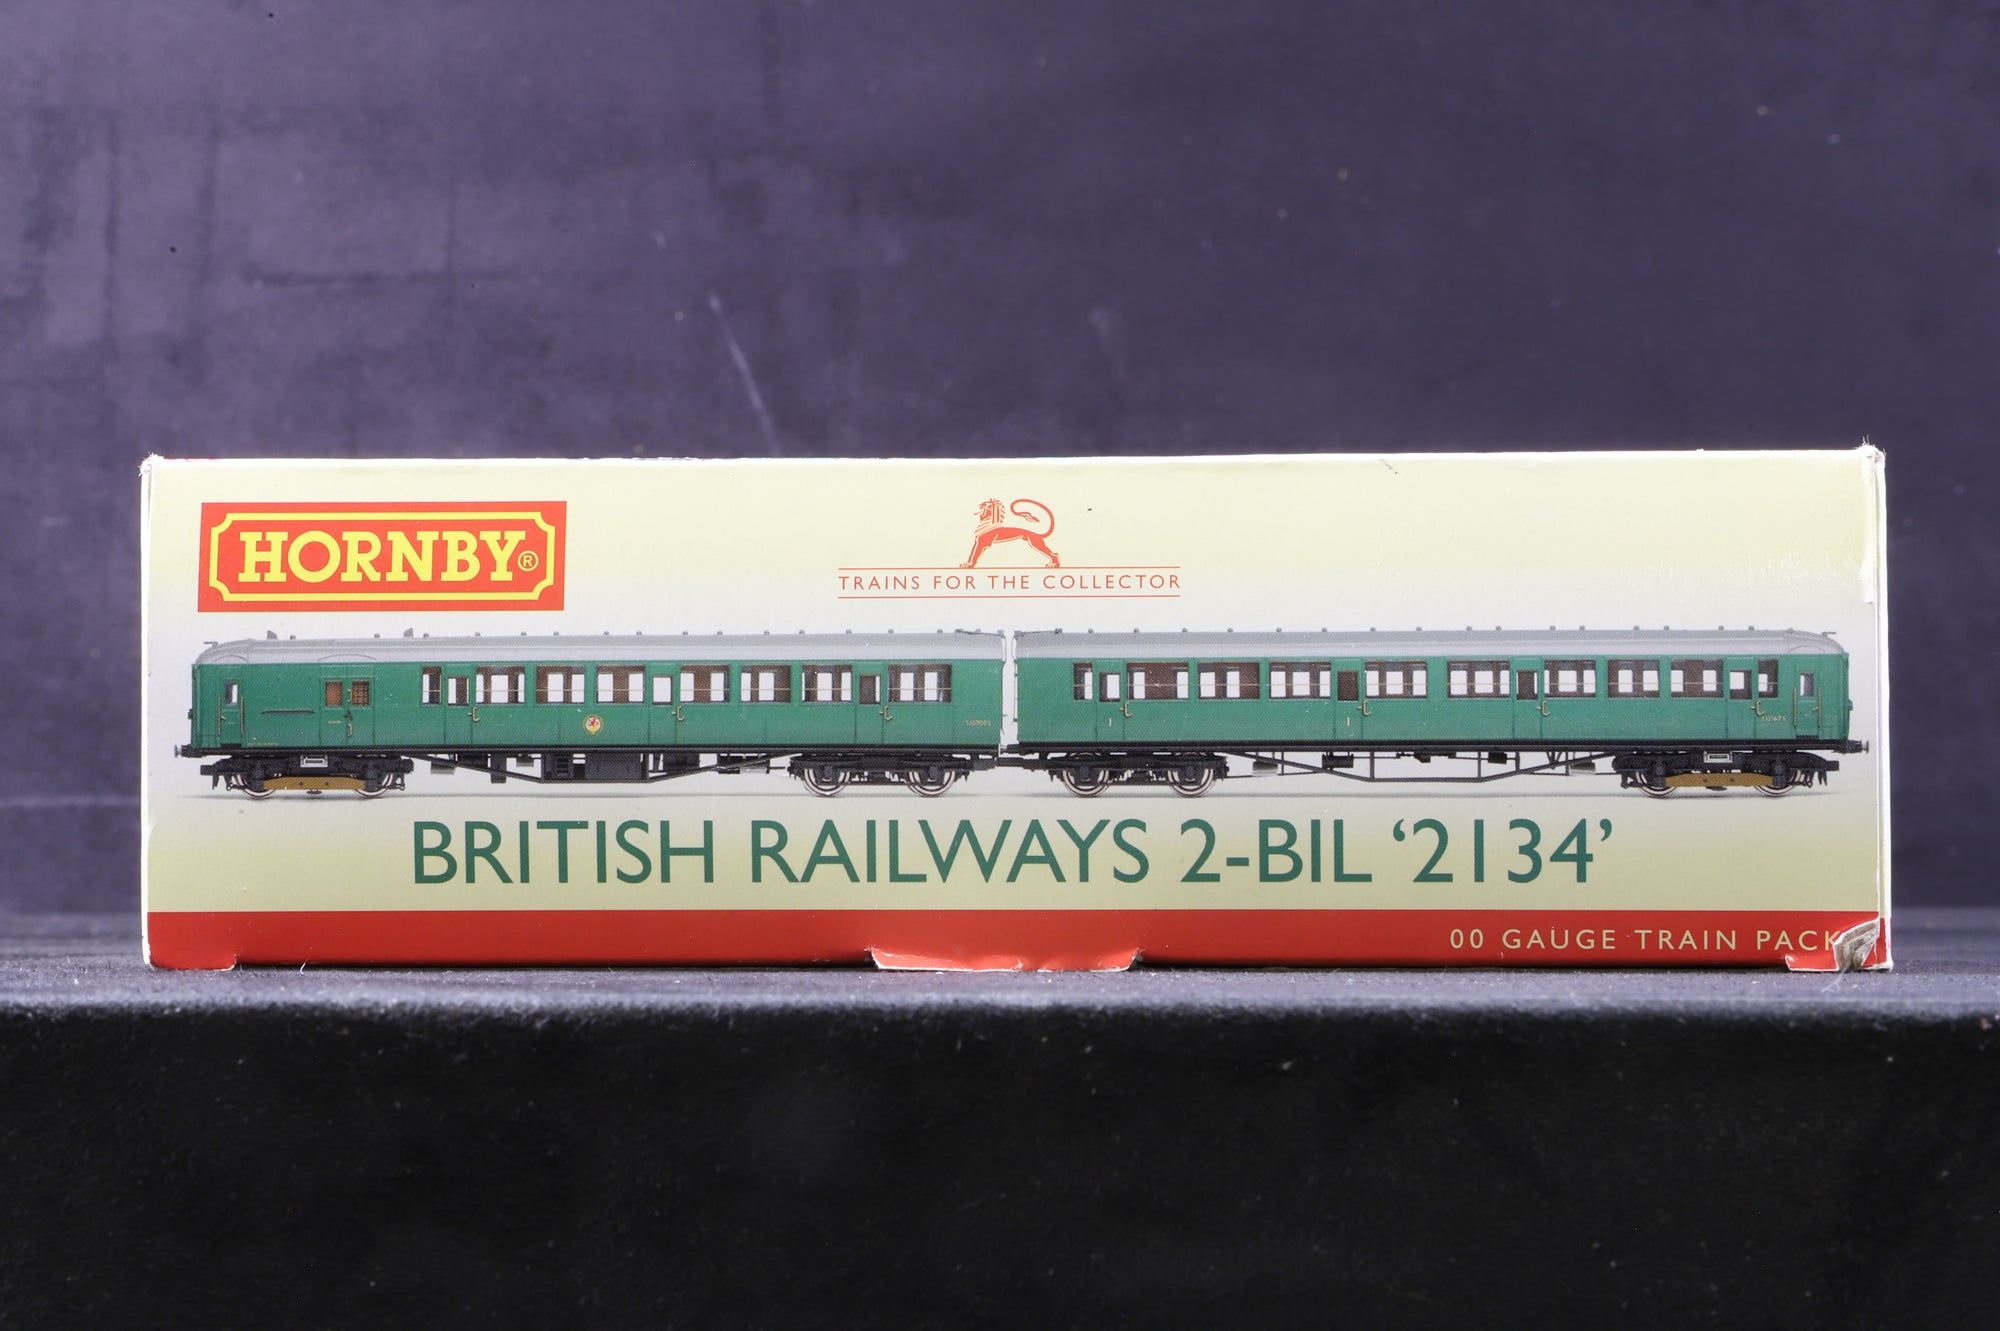 HORNBY®
TRAINS FOR THE COLLECTOR
BRITISH RAILWAYS 2-BIL ‘2134’
00 GAUGE TRAIN PACK